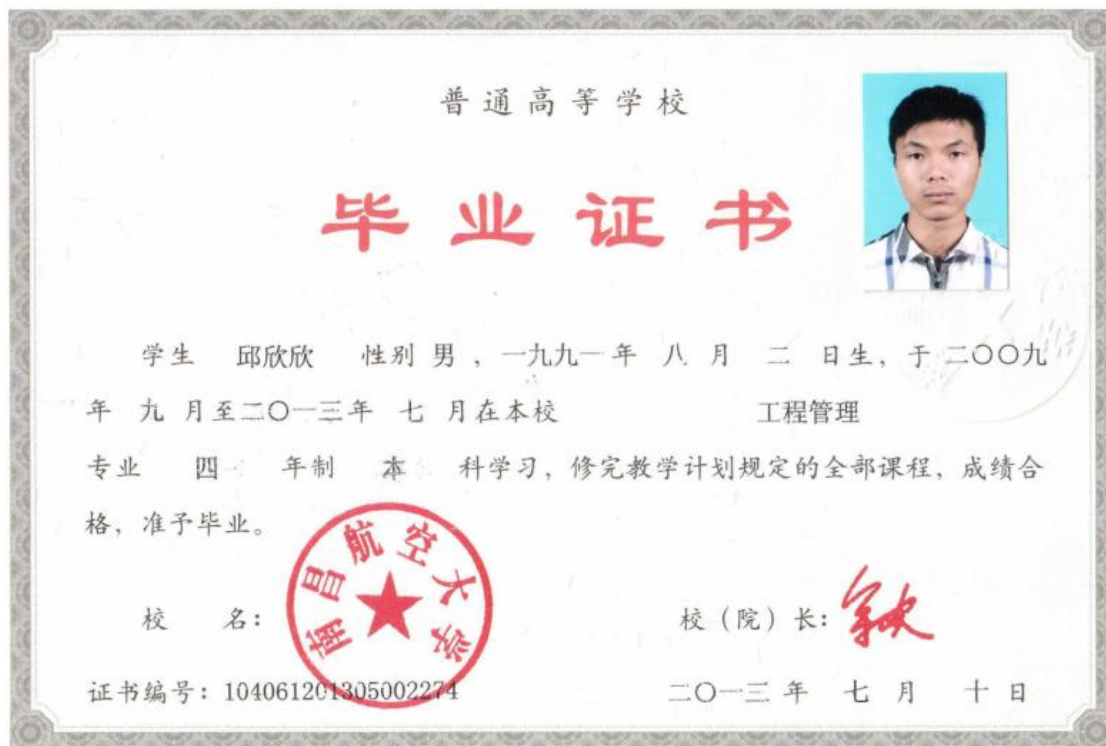 普通高等学校
毕业证书
学生 邱欣欣 性别 男，一九九一年 八 月 二 日生，于 二〇〇九
年 九 月至二〇一三年 七 月在本校 工程管理
专业 四 年制 本 科学习，修完教学计划规定的全部课程，成绩合
格，准予毕业。
校 名：
南昌航空大学
校（院）长：
证书编号：104061201305002274
二〇一三 年 七 月 十 日